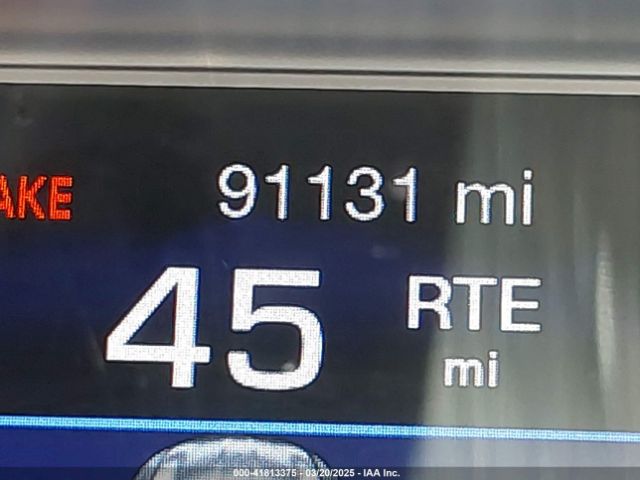 AKE 91131 mi
45 RTE
mi
000-41813375 - 03/20/2025 - IAA Inc.